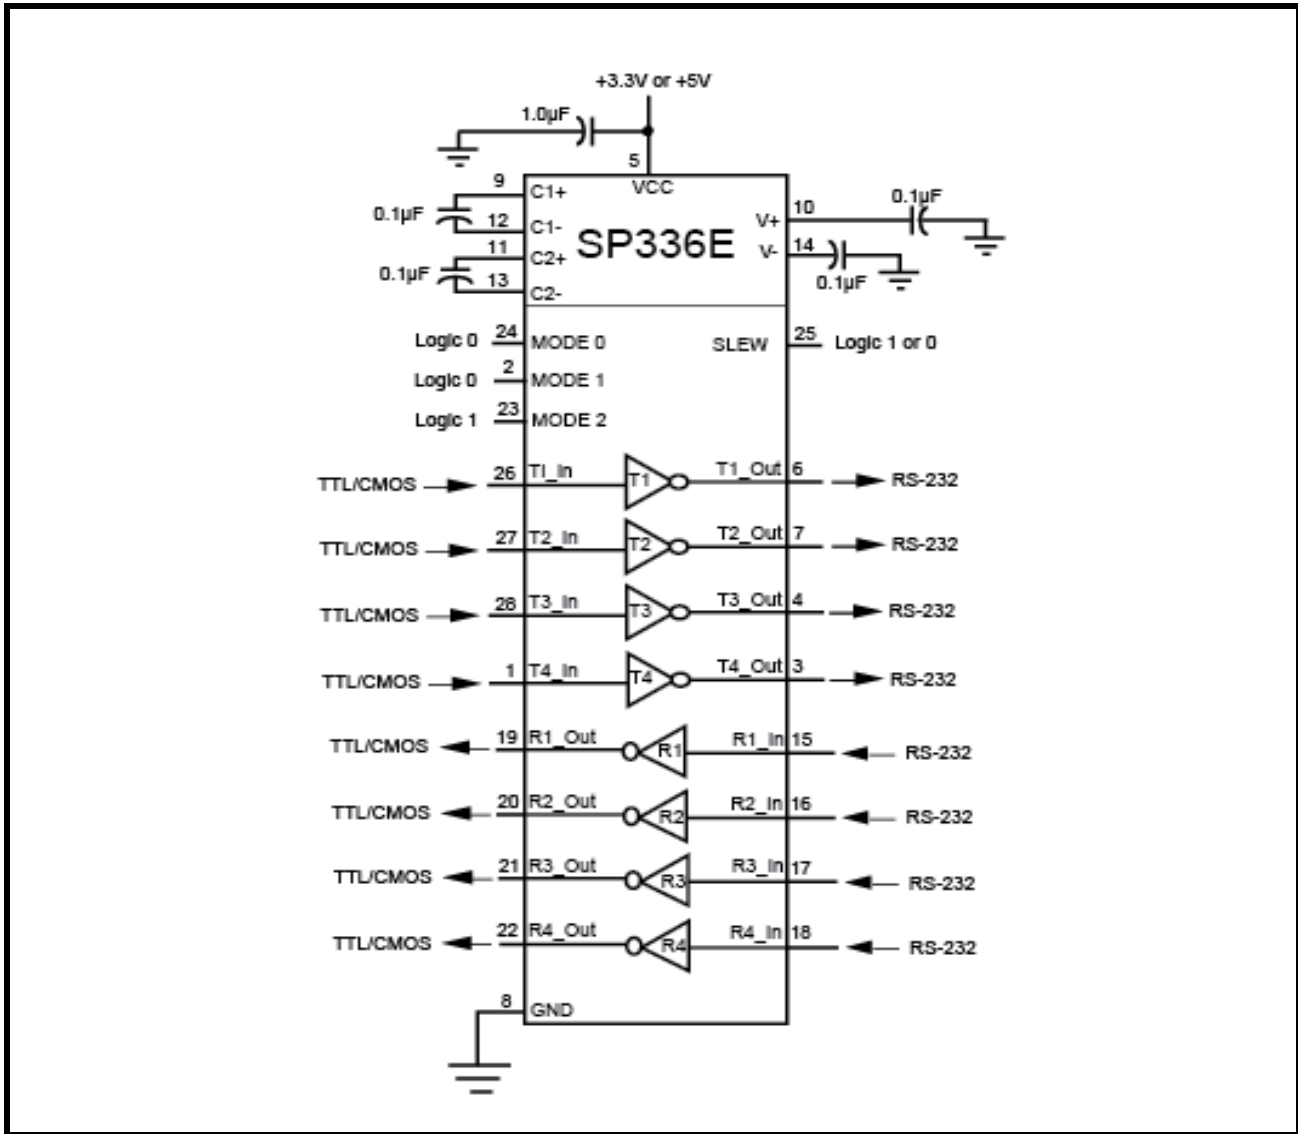 +3.3V or +5V
1.0µF
5
VCC
9
C1+
0.1µF
12
C1-
11
C2+
0.1µF
13
C2-
SP336E
V+
10
0.1µF
V-
14
0.1µF
Logic 0
24
MODE 0
SLEW
25
Logic 1 or 0
Logic 0
2
MODE 1
Logic 1
23
MODE 2
TTL/CMOS 26 TI_In T1 T1_Out 6 RS-232
TTL/CMOS 27 T2_In T2 T2_Out 7 RS-232
TTL/CMOS 28 T3_In T3 T3_Out 4 RS-232
TTL/CMOS 1 T4_In T4 T4_Out 3 RS-232
TTL/CMOS 19 R1_Out R1 R1_In 15 RS-232
TTL/CMOS 20 R2_Out R2 R2_In 16 RS-232
TTL/CMOS 21 R3_Out R3 R3_In 17 RS-232
TTL/CMOS 22 R4_Out R4 R4_In 18 RS-232
8
GND